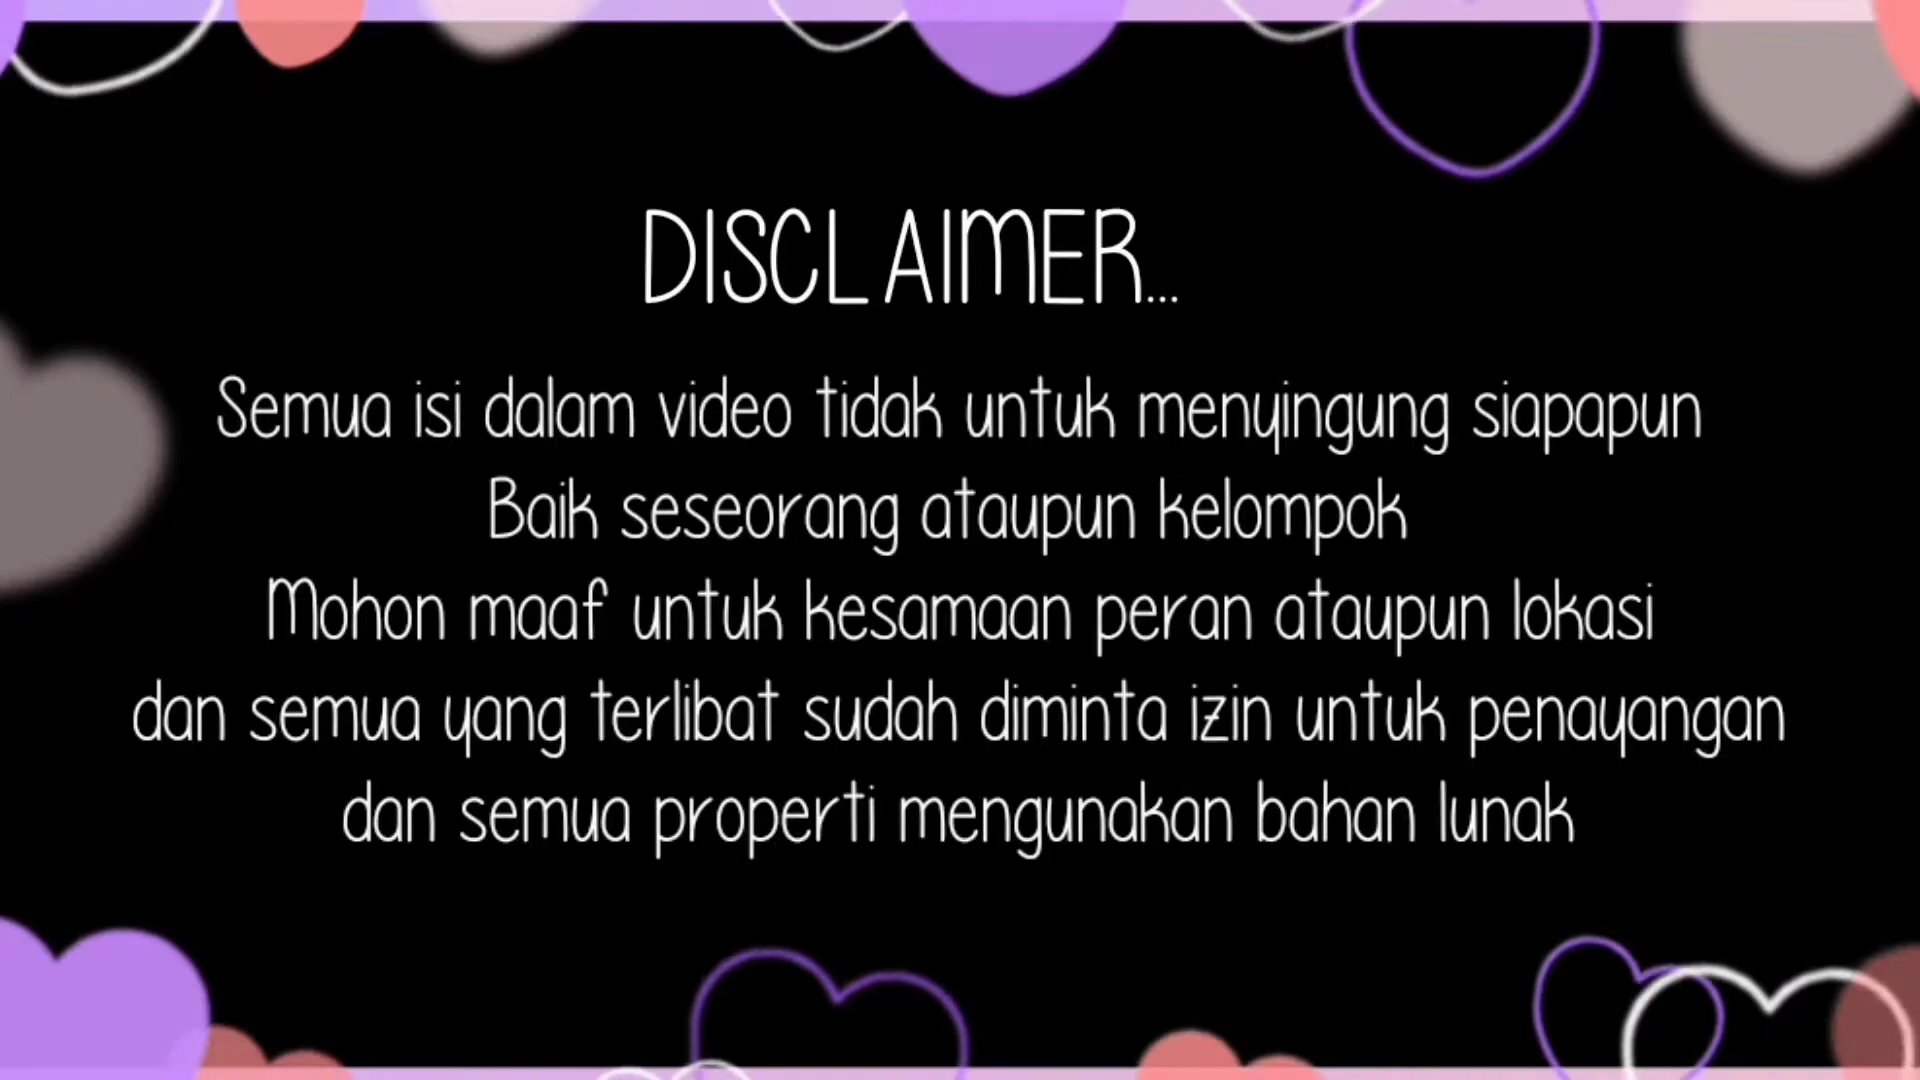 DISCLAIMER...
Semua isi dalam video tidak untuk menyingung siapapun
Baik seseorang ataupun kelompok
Mohon maaf untuk kesamaan peran ataupun lokasi
dan semua yang terlibat sudah diminta izin untuk penayangan
dan semua properti mengunakan bahan lunak